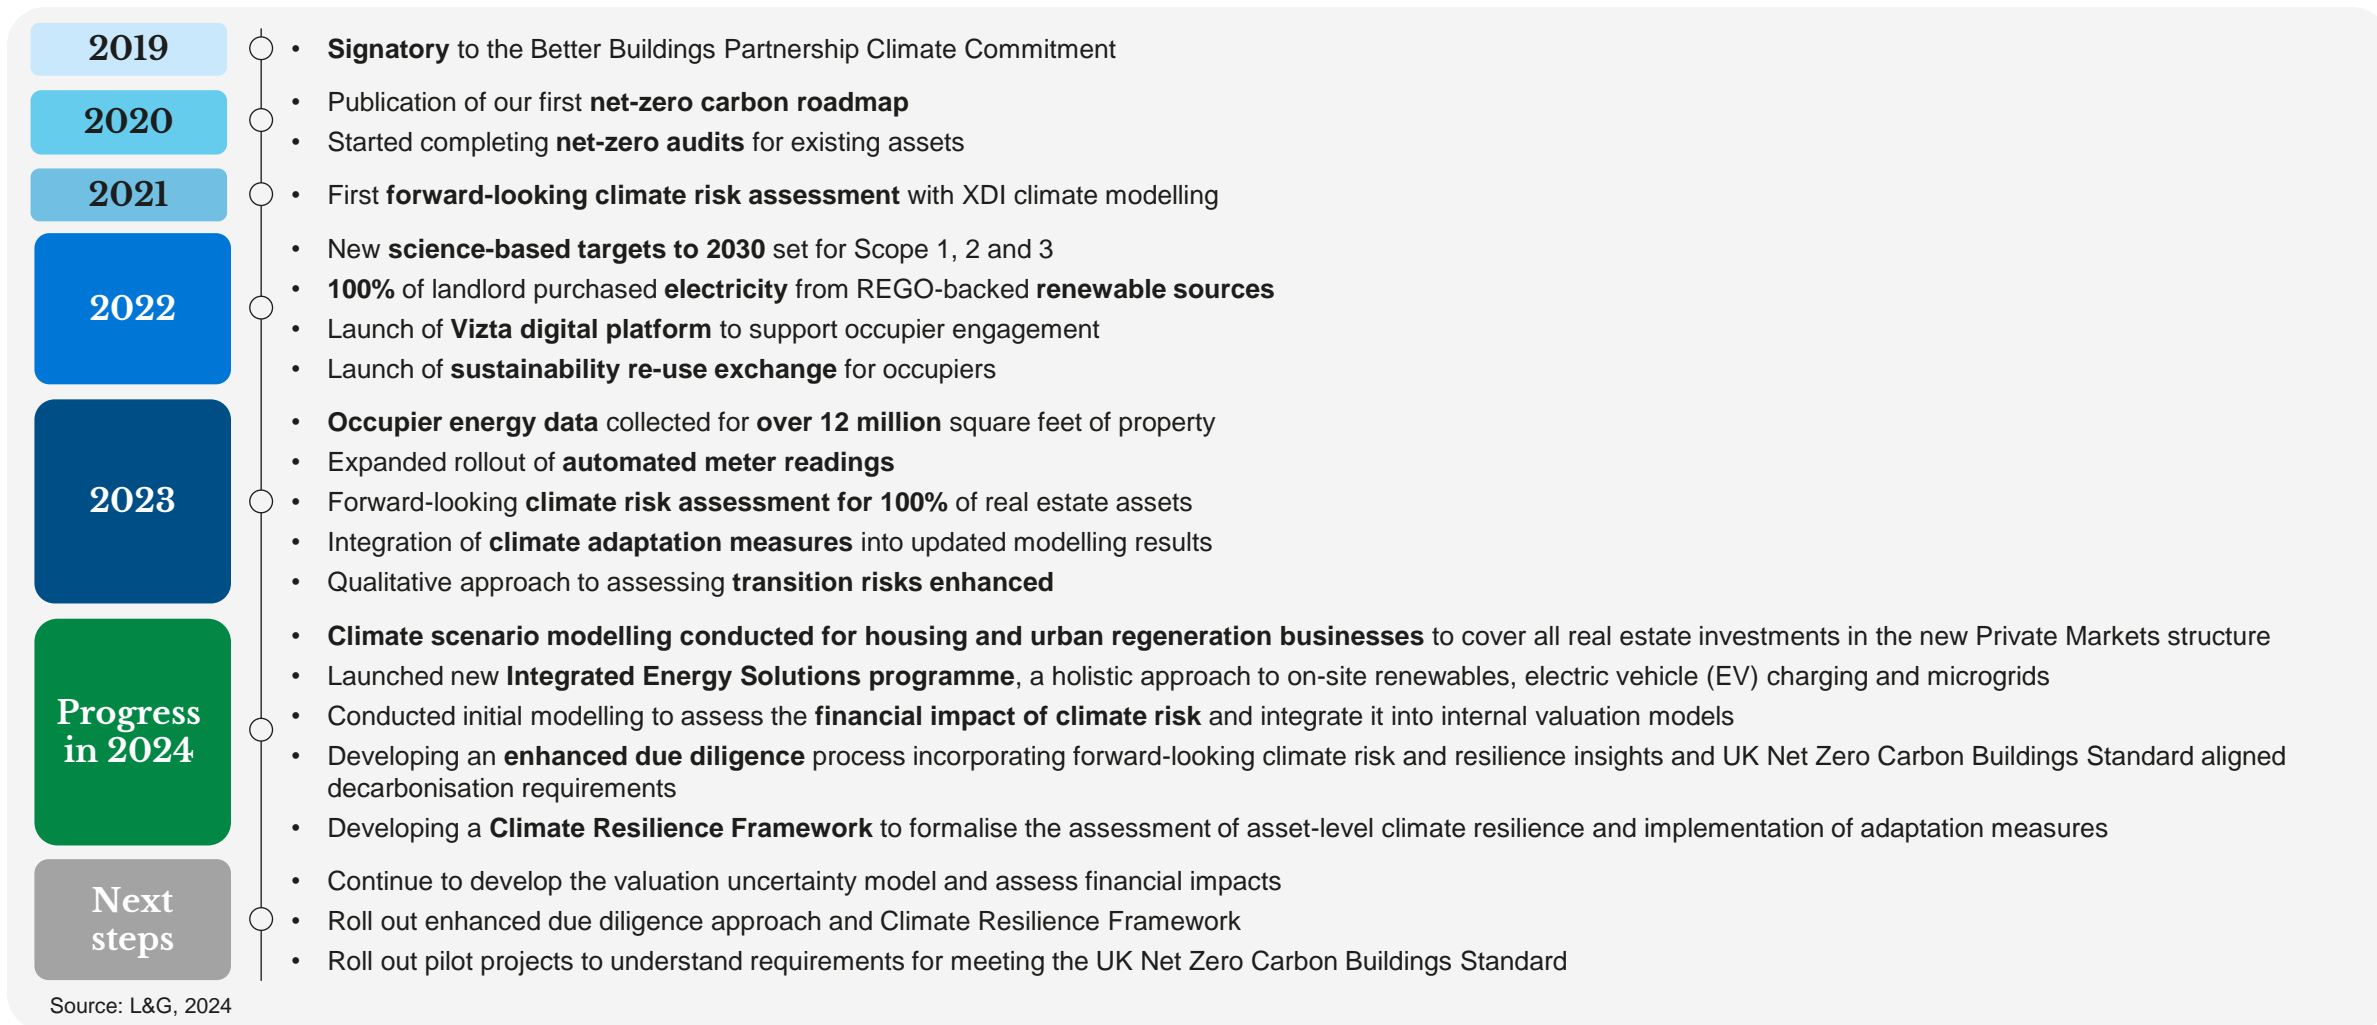 2019
• Signatory to the Better Buildings Partnership Climate Commitment
2020
• Publication of our first net-zero carbon roadmap
• Started completing net-zero audits for existing assets
2021
• First forward-looking climate risk assessment with XDI climate modelling
2022
• New science-based targets to 2030 set for Scope 1, 2 and 3
• 100% of landlord purchased electricity from REGO-backed renewable sources
• Launch of Vizta digital platform to support occupier engagement
• Launch of sustainability re-use exchange for occupiers
2023
• Occupier energy data collected for over 12 million square feet of property
• Expanded rollout of automated meter readings
• Forward-looking climate risk assessment for 100% of real estate assets
• Integration of climate adaptation measures into updated modelling results
• Qualitative approach to assessing transition risks enhanced
Progress
in 2024
• Climate scenario modelling conducted for housing and urban regeneration businesses to cover all real estate investments in the new Private Markets structure
• Launched new Integrated Energy Solutions programme, a holistic approach to on-site renewables, electric vehicle (EV) charging and microgrids
• Conducted initial modelling to assess the financial impact of climate risk and integrate it into internal valuation models
• Developing an enhanced due diligence process incorporating forward-looking climate risk and resilience insights and UK Net Zero Carbon Buildings Standard aligned
decarbonisation requirements
• Developing a Climate Resilience Framework to formalise the assessment of asset-level climate resilience and implementation of adaptation measures
Next
steps
• Continue to develop the valuation uncertainty model and assess financial impacts
• Roll out enhanced due diligence approach and Climate Resilience Framework
• Roll out pilot projects to understand requirements for meeting the UK Net Zero Carbon Buildings Standard
Source: L&G, 2024